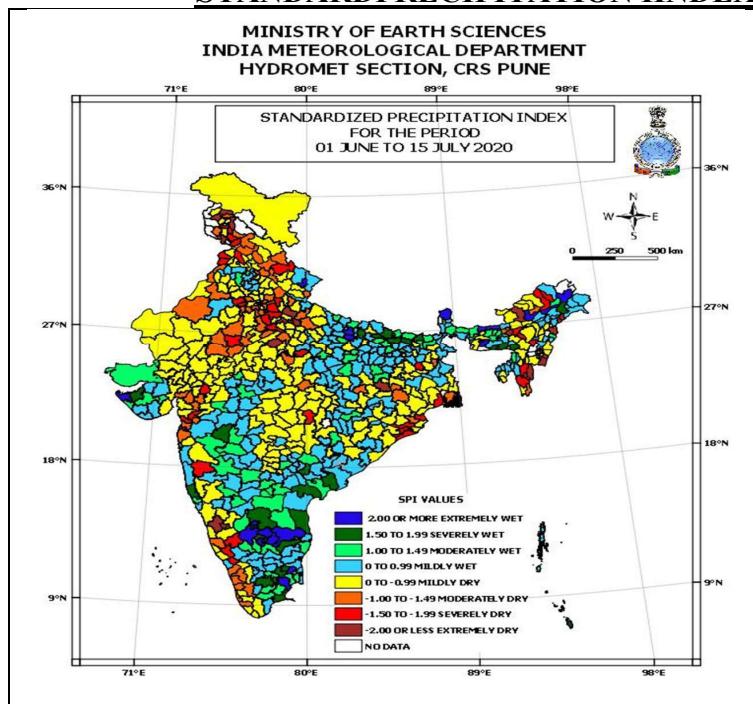 MINISTRY OF EARTH SCIENCES
INDIA METEOROLOGICAL DEPARTMENT
HYDROMET SECTION, CRS PUNE
71°E 80°E 89°E 98°E
STANDARDIZED PRECIPITATION INDEX
FOR THE PERIOD
01 JUNE TO 15 JULY 2020
36°N 36°N
N
W E
S
0 250 500 km
27°N 27°N
18°N 18°N
SPI VALUES
2.00 OR MORE EXTREMELY WET
1.50 TO 1.99 SEVERELY WET
1.00 TO 1.49 MODERATELY WET
0 TO 0.99 MILDLY WET
0 TO -0.99 MILDLY DRY
-1.00 TO -1.49 MODERATELY DRY
-1.50 TO -1.99 SEVERELY DRY
-2.00 OR LESS EXTREMELY DRY
NO DATA
9°N 9°N
71°E 80°E 89°E 98°E